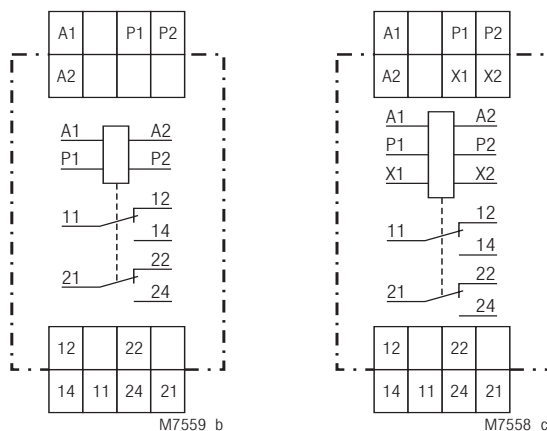 A1 P1 P2
A2
A1 A2
P1 P2
12
11
14
22
21
24
12 22
14 11 24 21
M7559_b
A1 P1 P2
A2 X1 X2
A1 A2
P1 P2
X1 X2
12
11
14
22
21
24
12 22
14 11 24 21
M7558_c